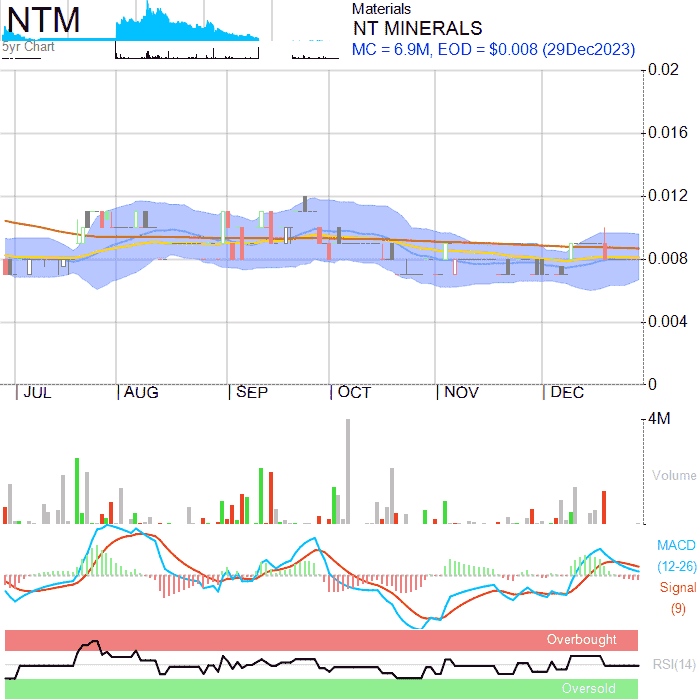 NTM
5yr Chart
Materials
NT MINERALS
MC = 6.9M, EOD = $0.008 (29Dec2023)
0.02
0.016
0.012
0.008
0.004
0
JUL AUG SEP OCT NOV DEC
4M
Volume
MACD
(12-26)
Signal
(9)
Overbought
RSI(14)
Oversold